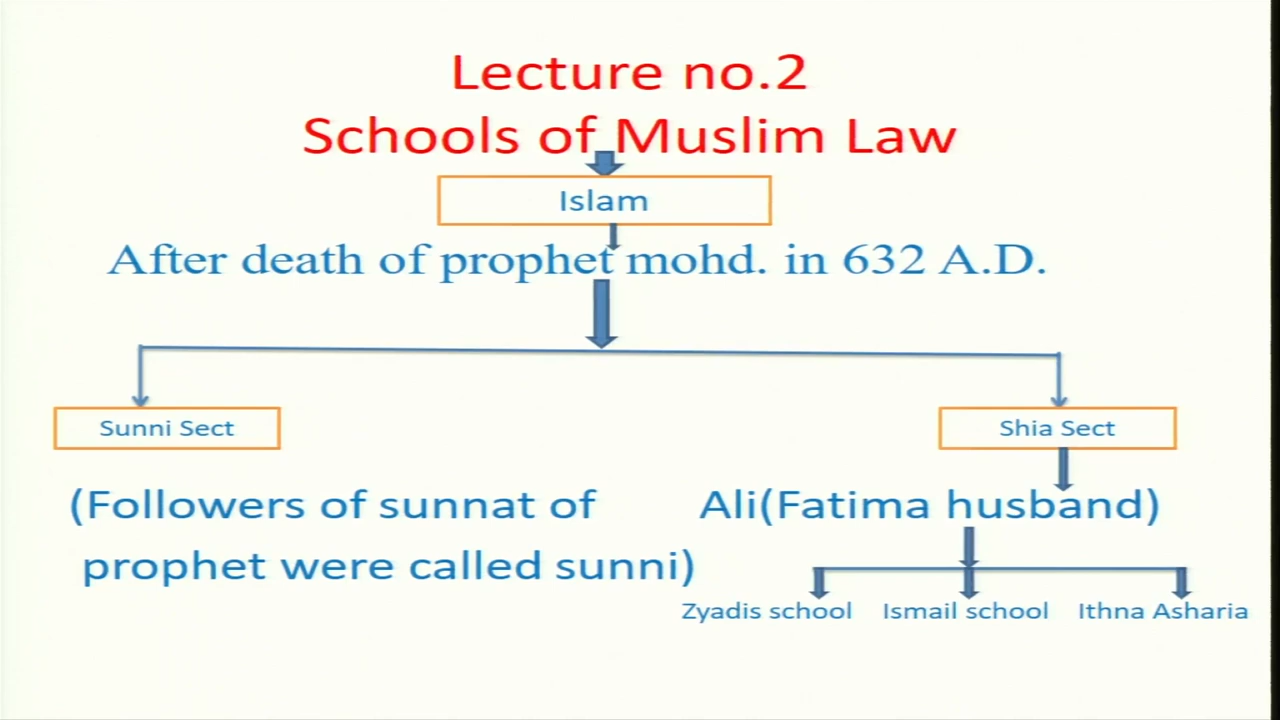 Lecture no.2
Schools of Muslim Law
Islam
After death of prophet mohd. in 632 A.D.
Sunni Sect
Shia Sect
(Followers of sunnat of
prophet were called sunni)
Ali(Fatima husband)
Zyadis school
Ismail school
Ithna Asharia